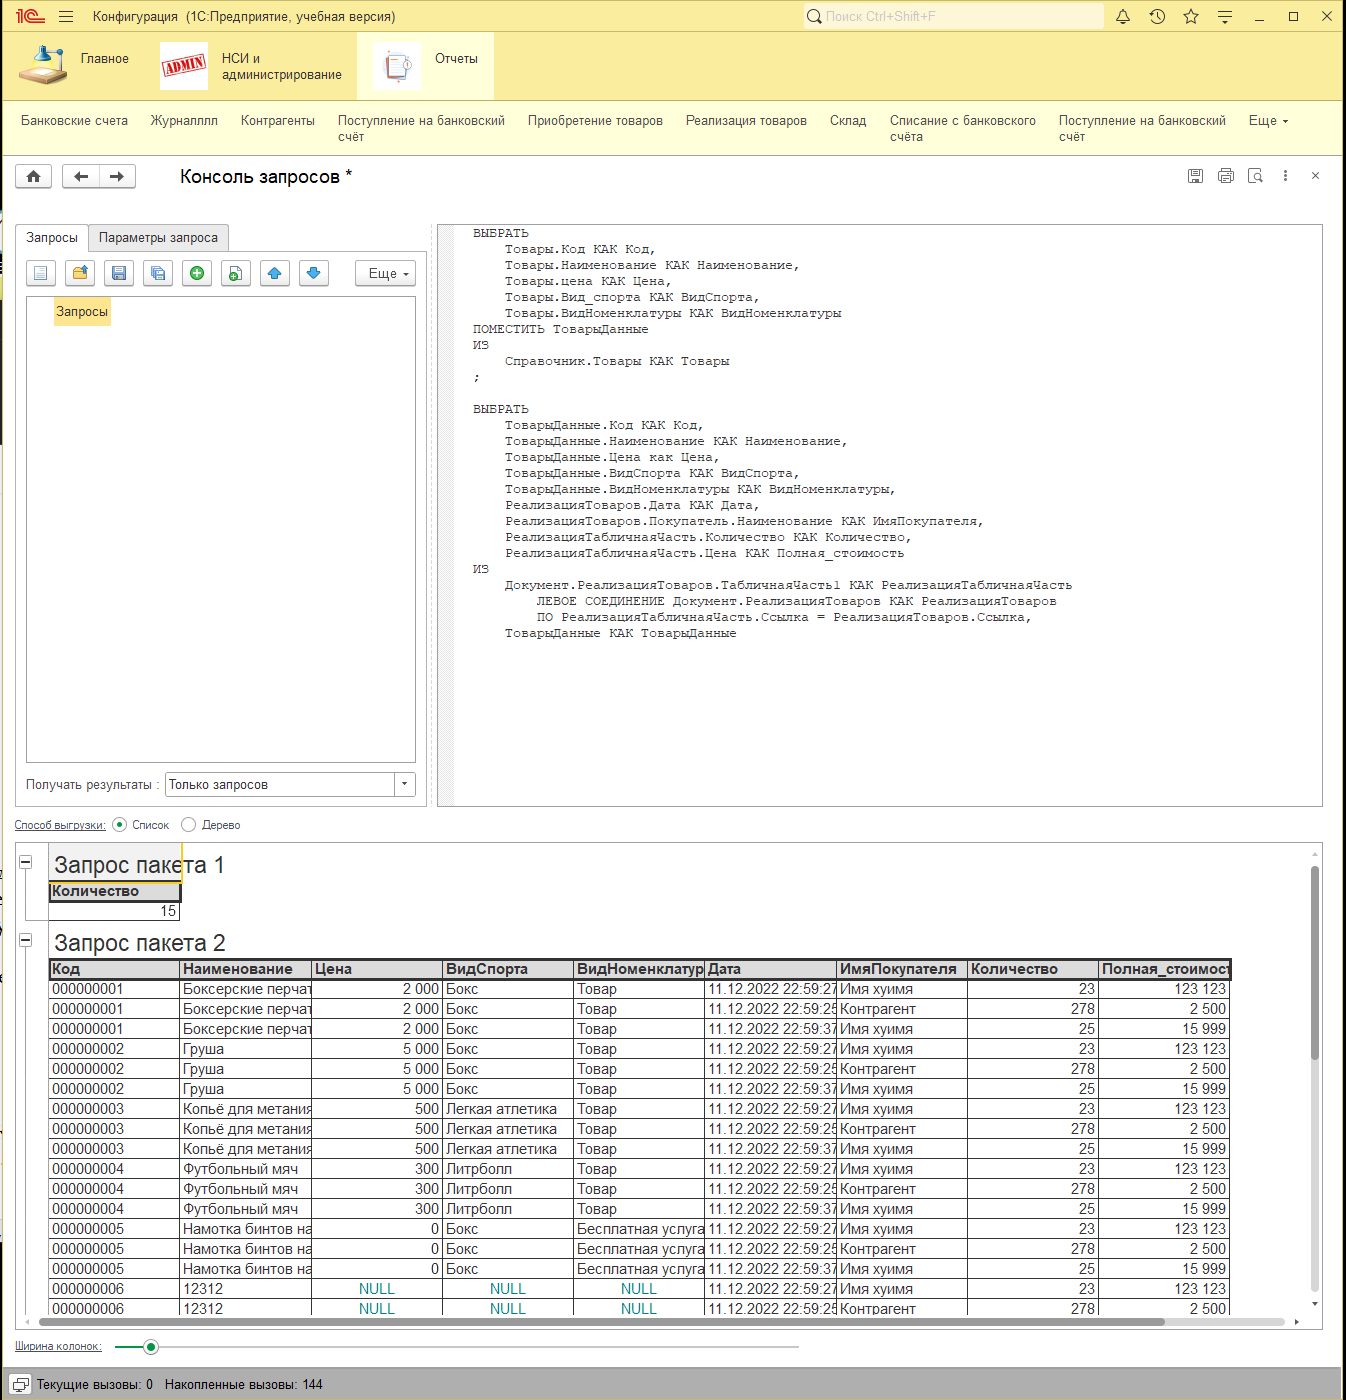 1С Конфигурация (1С:Предприятие, учебная версия) Поиск Ctrl+Shift+F
Главное
ADMIN
НСИ и администрирование
Отчеты
Банковские счета Журналллл Контрагенты Поступление на банковский счёт Приобретение товаров Реализация товаров Склад Списание с банковского счёта Поступление на банковский счёт Еще
Консоль запросов *
Запросы Параметры запроса
Еще
Запросы
Получать результаты : Только запросов
ВЫБРАТЬ
Товары.Код КАК Код,
Товары.Наименование КАК Наименование,
Товары.цена КАК Цена,
Товары.Вид_спорта КАК ВидСпорта,
Товары.ВидНоменклатуры КАК ВидНоменклатуры
ПОМЕСТИТЬ ТоварыДанные
ИЗ
Справочник.Товары КАК Товары
;
ВЫБРАТЬ
ТоварыДанные.Код КАК Код,
ТоварыДанные.Наименование КАК Наименование,
ТоварыДанные.Цена как Цена,
ТоварыДанные.ВидСпорта КАК ВидСпорта,
ТоварыДанные.ВидНоменклатуры КАК ВидНоменклатуры,
РеализацияТоваров.Дата КАК Дата,
РеализацияТоваров.Покупатель.Наименование КАК ИмяПокупателя,
РеализацияТабличнаяЧасть.Количество КАК Количество,
РеализацияТабличнаяЧасть.Цена КАК Полная_стоимость
ИЗ
Документ.РеализацияТоваров.ТабличнаяЧасть1 КАК РеализацияТабличнаяЧасть
ЛЕВОЕ СОЕДИНЕНИЕ Документ.РеализацияТоваров КАК РеализацияТоваров
ПО РеализацияТабличнаяЧасть.Ссылка = РеализацияТоваров.Ссылка,
ТоварыДанные КАК ТоварыДанные
Способ выгрузки: Список Дерево
Запрос пакета 1
Количество
15
Запрос пакета 2
Код Наименование Цена ВидСпорта ВидНоменклатур Дата ИмяПокупателя Количество Полная_стоимост
000000001 Боксерские перчат 2 000 Бокс Товар 11.12.2022 22:59:27 Имя хуимя 23 123 123
000000001 Боксерские перчат 2 000 Бокс Товар 11.12.2022 22:59:25 Контрагент 278 2 500
000000001 Боксерские перчат 2 000 Бокс Товар 11.12.2022 22:59:37 Имя хуимя 25 15 999
000000002 Груша 5 000 Бокс Товар 11.12.2022 22:59:27 Имя хуимя 23 123 123
000000002 Груша 5 000 Бокс Товар 11.12.2022 22:59:25 Контрагент 278 2 500
000000002 Груша 5 000 Бокс Товар 11.12.2022 22:59:37 Имя хуимя 25 15 999
000000003 Копьё для метания 500 Легкая атлетика Товар 11.12.2022 22:59:27 Имя хуимя 23 123 123
000000003 Копьё для метания 500 Легкая атлетика Товар 11.12.2022 22:59:25 Контрагент 278 2 500
000000003 Копьё для метания 500 Легкая атлетика Товар 11.12.2022 22:59:37 Имя хуимя 25 15 999
000000004 Футбольный мяч 300 Литрболл Товар 11.12.2022 22:59:27 Имя хуимя 23 123 123
000000004 Футбольный мяч 300 Литрболл Товар 11.12.2022 22:59:25 Контрагент 278 2 500
000000004 Футбольный мяч 300 Литрболл Товар 11.12.2022 22:59:37 Имя хуимя 25 15 999
000000005 Намотка бинтов на 0 Бокс Бесплатная услуга 11.12.2022 22:59:27 Имя хуимя 23 123 123
000000005 Намотка бинтов на 0 Бокс Бесплатная услуга 11.12.2022 22:59:25 Контрагент 278 2 500
000000005 Намотка бинтов на 0 Бокс Бесплатная услуга 11.12.2022 22:59:37 Имя хуимя 25 15 999
000000006 12312 NULL NULL NULL 11.12.2022 22:59:27 Имя хуимя 23 123 123
000000006 12312 NULL NULL NULL 11.12.2022 22:59:25 Контрагент 278 2 500
Ширина колонок:
Текущие вызовы: 0 Накопленные вызовы: 144